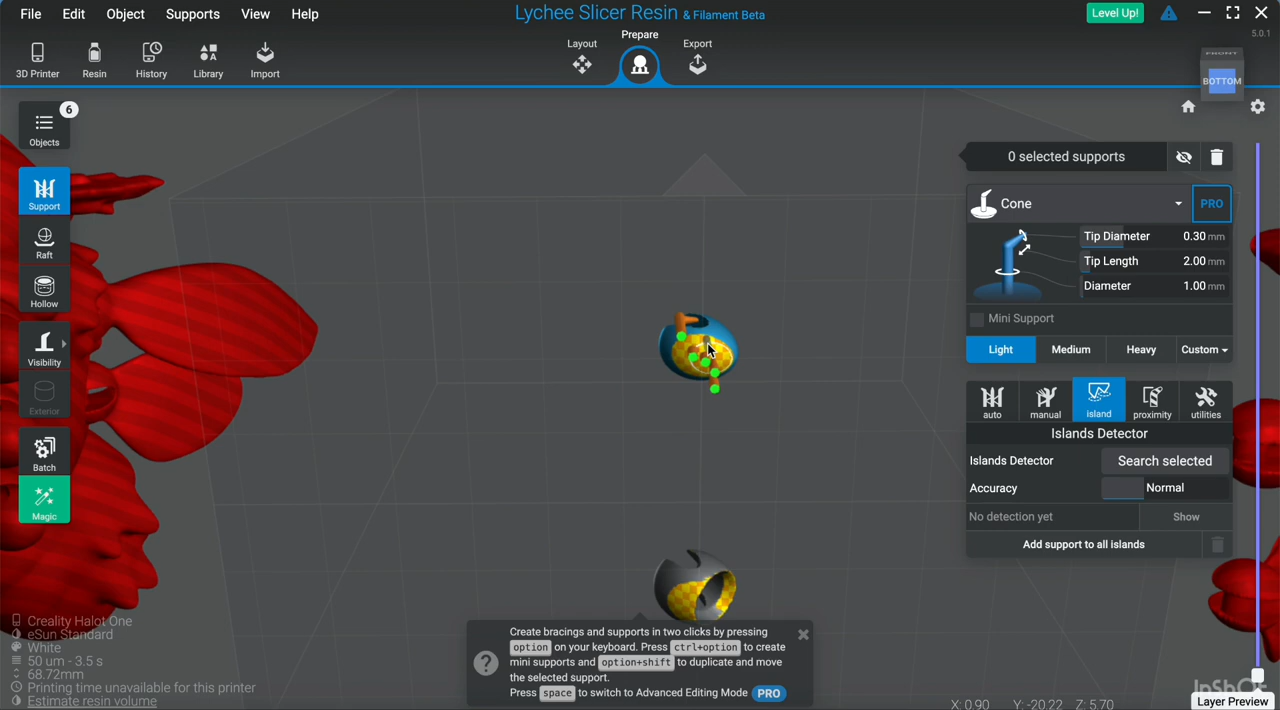 File Edit Object Supports View Help
Lychee Slicer Resin & Filament Beta
Level Up!
5.0.1
3D Printer Resin History Library Import
Layout Prepare Export
FRONT
BOTTOM
6
Objects
Support
Raft
Hollow
Visibility
Exterior
Batch
Magic
0 selected supports
Cone PRO
Tip Diameter 0.30 mm
Tip Length 2.00 mm
Diameter 1.00 mm
Mini Support
Light Medium Heavy Custom
auto manual island proximity utilities
Islands Detector
Islands Detector Search selected
Accuracy Normal
No detection yet Show
Add support to all islands
Creality Halot One
eSun Standard
White
50 um - 3.5 s
68.72mm
Printing time unavailable for this printer
Estimate resin volume
Create bracings and supports in two clicks by pressing
option on your keyboard. Press ctrl+option to create
mini supports and option+shift to duplicate and move
the selected support.
Press space to switch to Advanced Editing Mode PRO
InShOt
Layer Preview
X: 0.90 Y: -20.22 Z: 5.70